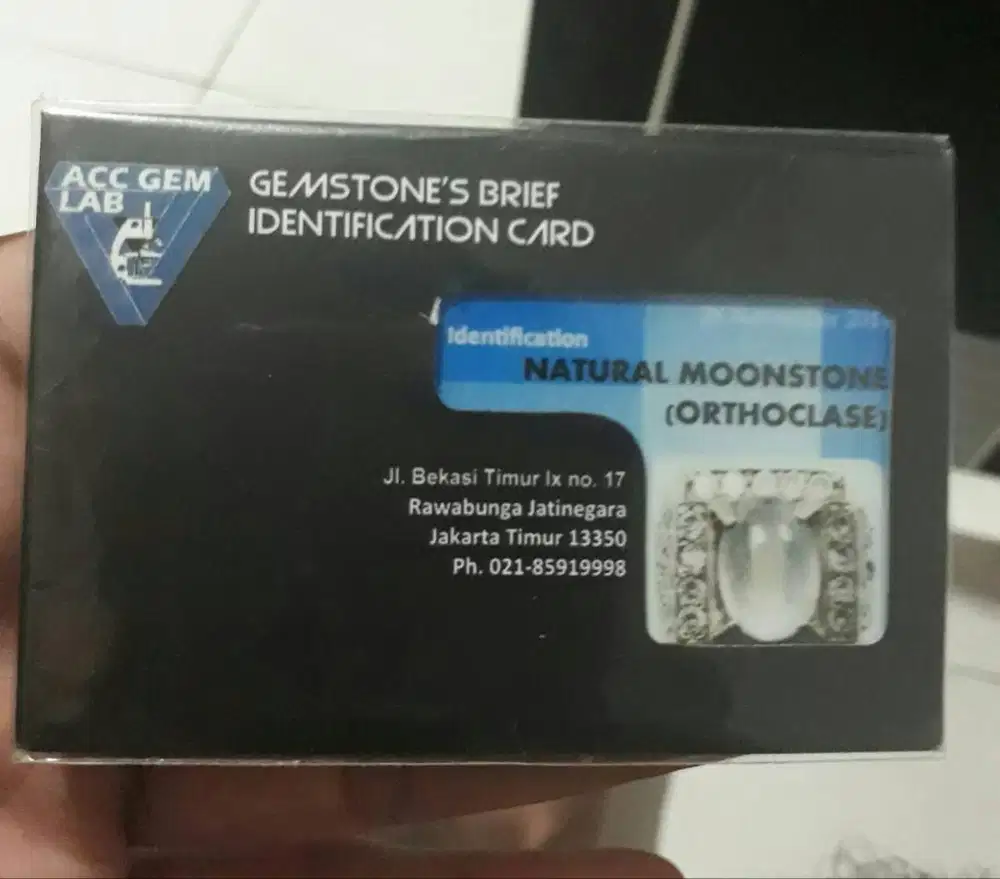 ACC GEM
LAB
GEMSTONE'S BRIEF
IDENTIFICATION CARD
Identification
NATURAL MOONSTONE
(ORTHOCLASE)
Jl. Bekasi Timur Ix no. 17
Rawabunga Jatinegara
Jakarta Timur 13350
Ph. 021-85919998